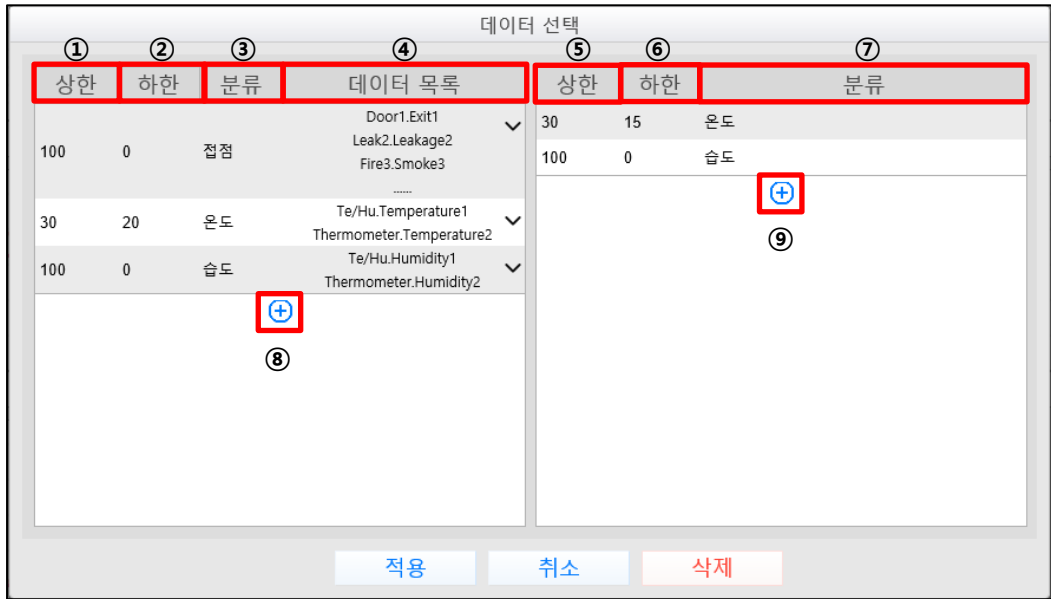 데이터 선택
① ② ③ ④ ⑤ ⑥ ⑦
상한 하한 분류 데이터 목록 상한 하한 분류
100 0 접점
Door1.Exit1
Leak2.Leakage2
Fire3.Smoke3
......
30 20 온도
Te/Hu.Temperature1
Thermometer.Temperature2
100 0 습도
Te/Hu.Humidity1
Thermometer.Humidity2
⑧
30 15 온도
100 0 습도
⑨
적용 취소 삭제